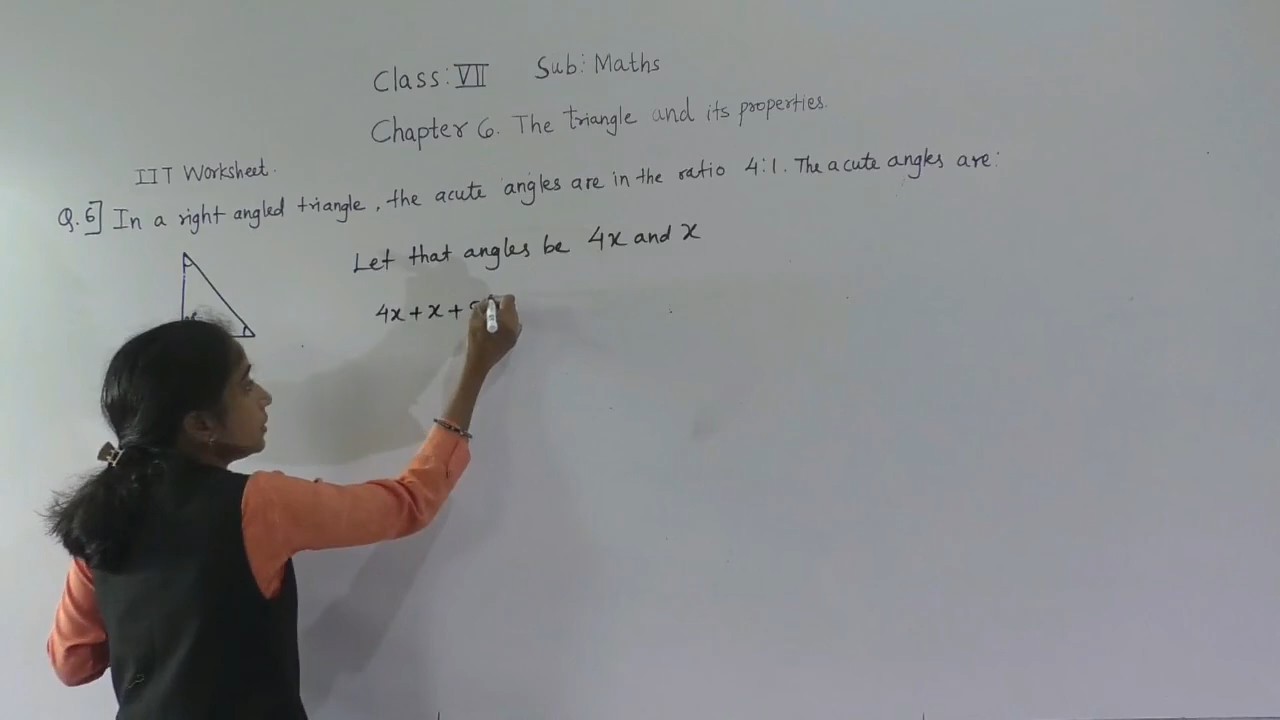 Class: VII Sub: Maths
Chapter 6. The triangle and its properties.
IIT Worksheet.
Q.6] In a right angled triangle, the acute angles are in the ratio 4:1. The acute angles are:
Let that angles be 4x and x
4x + x +